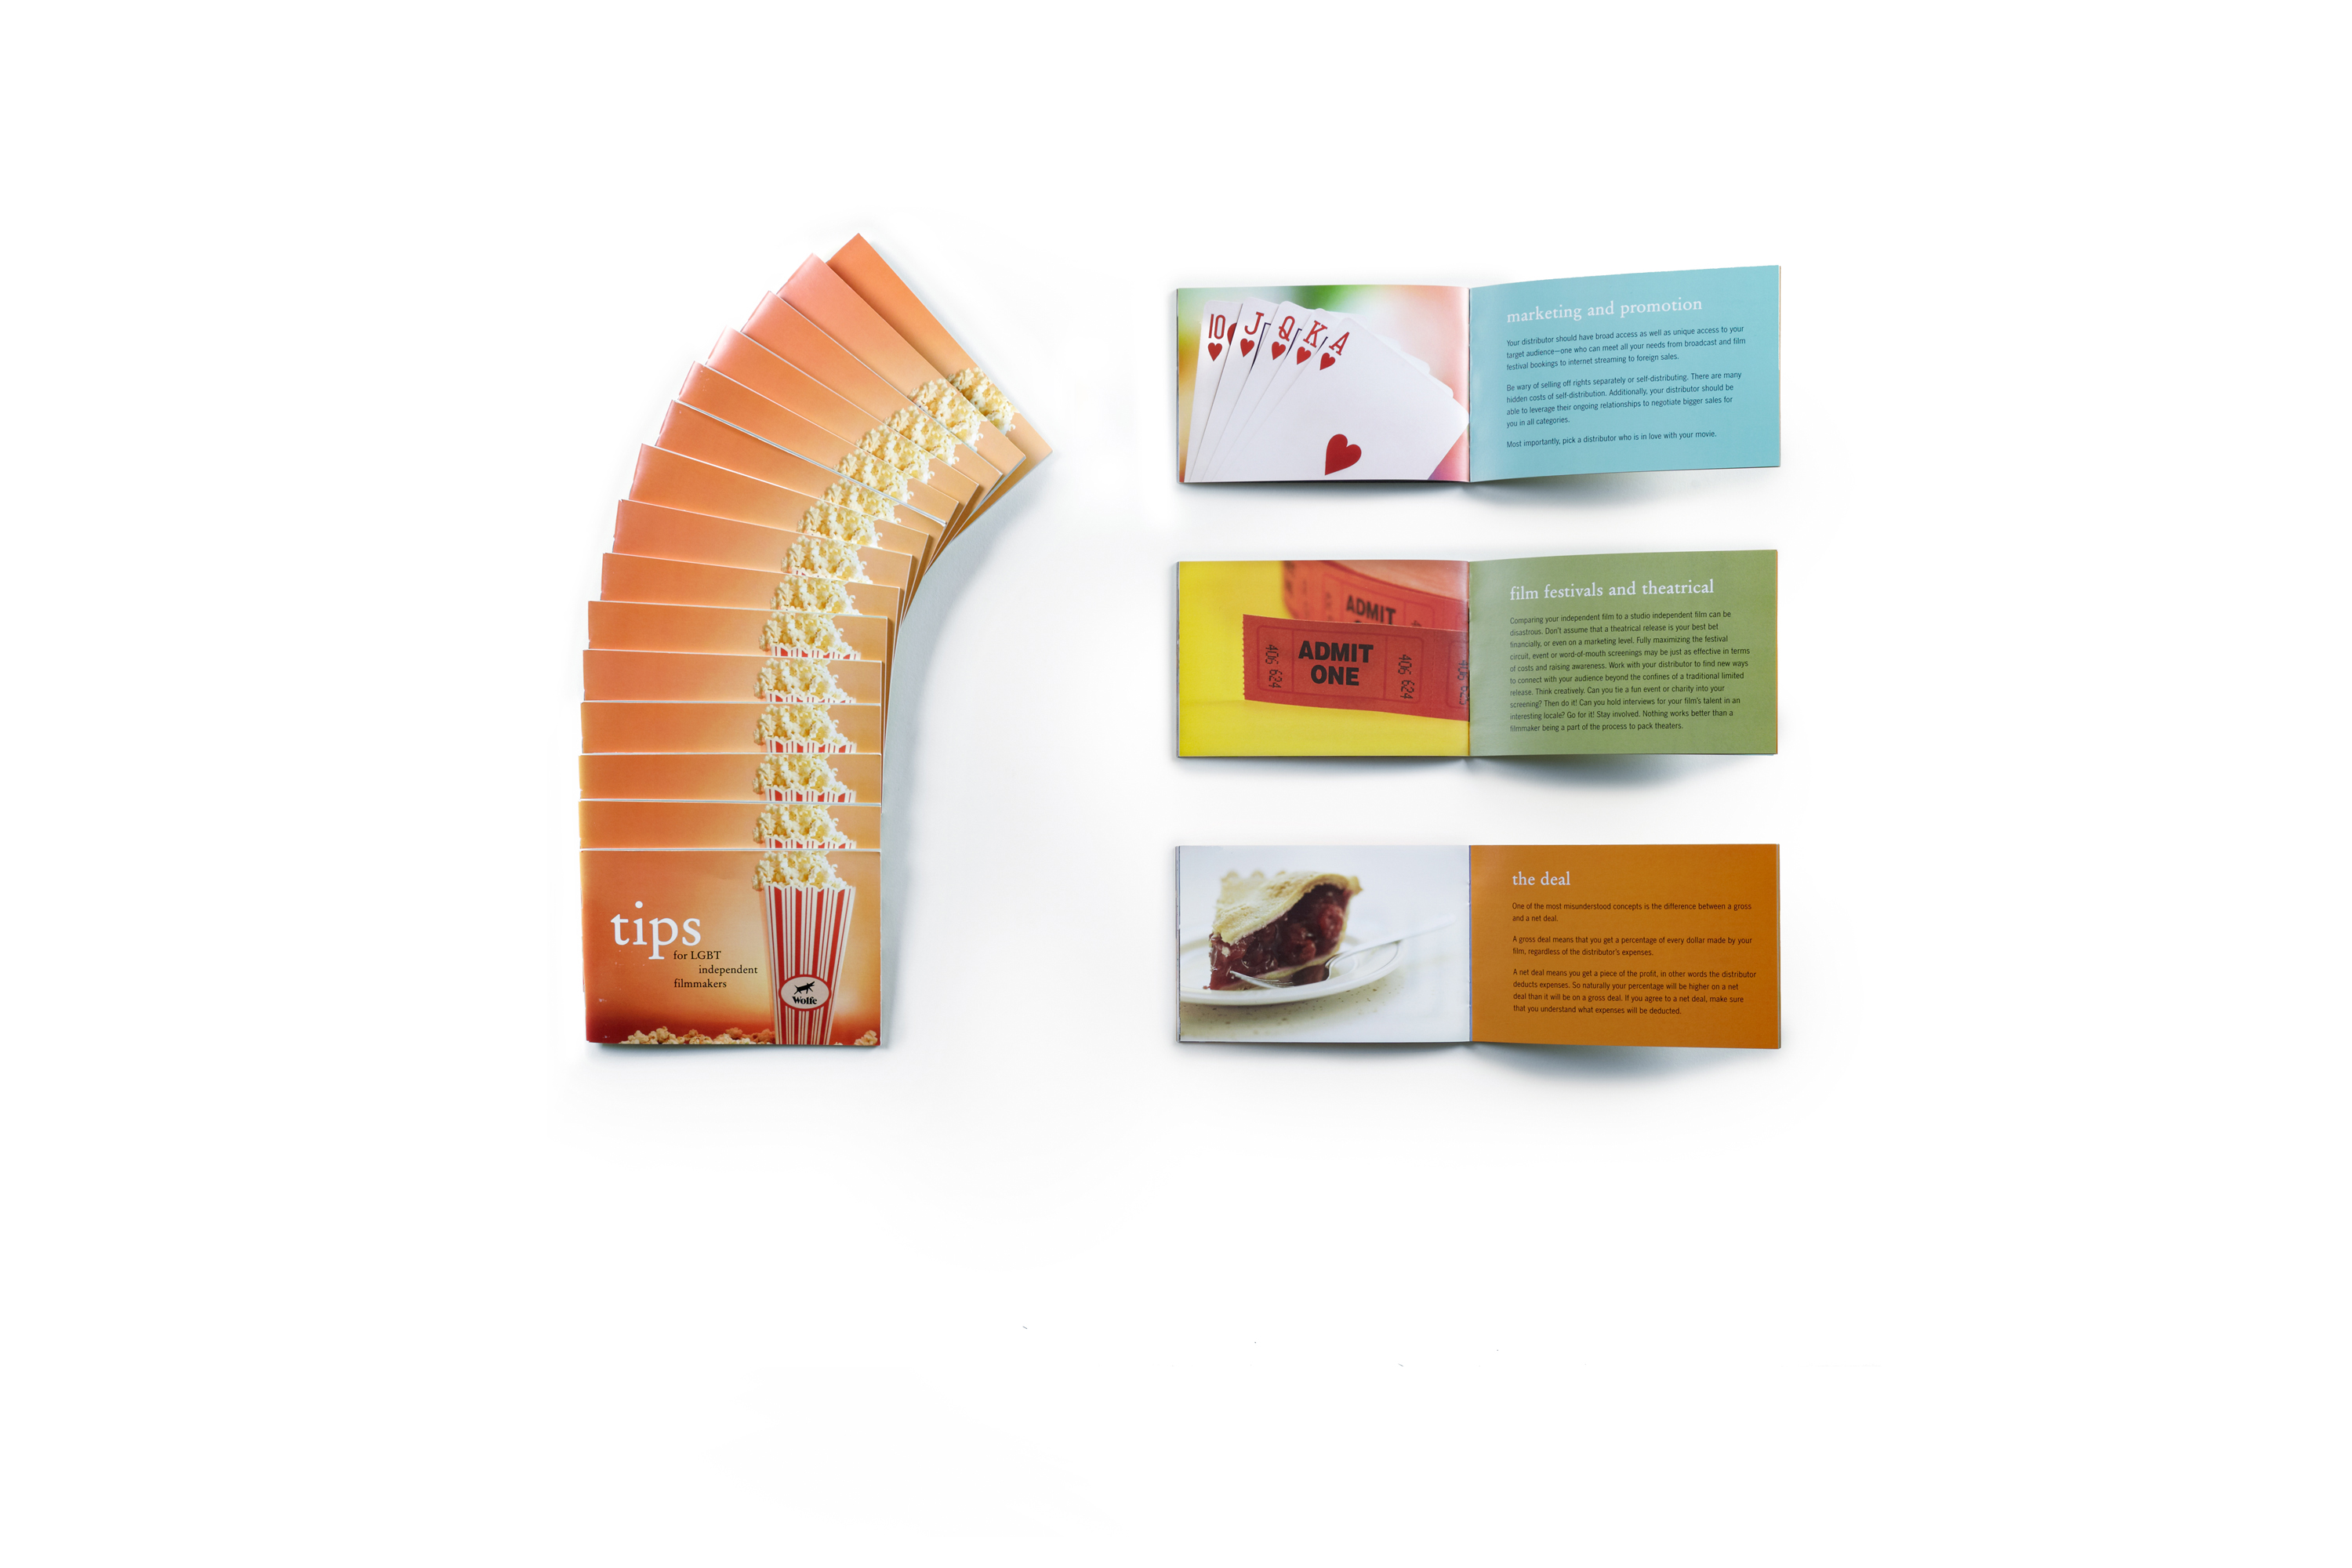 tips
for LGBT
independent
filmmakers
Wolfe
10 J Q K A
marketing and promotion
Your distributor should have broad access as well as unique access to your
target audience—one who can meet all your needs from broadcast and film
festival bookings to internet streaming to foreign sales.
Be wary of selling off rights separately or self-distributing. There are many
hidden costs of self-distribution. Additionally, your distributor should be
able to leverage their ongoing relationships to negotiate bigger sales for
you in all categories.
Most importantly, pick a distributor who is in love with your movie.
ADMIT
ADMIT
ONE
406 624
406 624
film festivals and theatrical
Comparing your independent film to a studio independent film can be
disastrous. Don't assume that a theatrical release is your best bet
financially, or even on a marketing level. Fully maximizing the festival
circuit, event or word-of-mouth screenings may be just as effective in terms
of costs and raising awareness. Work with your distributor to find new ways
to connect with your audience beyond the confines of a traditional limited
release. Think creatively. Can you tie a fun event or charity into your
screening? Then do it! Can you hold interviews for your film's talent in an
interesting locale? Go for it! Stay involved. Nothing works better than a
filmmaker being a part of the process to pack theaters.
the deal
One of the most misunderstood concepts is the difference between a gross
and a net deal.
A gross deal means that you get a percentage of every dollar made by your
film, regardless of the distributor's expenses.
A net deal means you get a piece of the profit, in other words the distributor
deducts expenses. So naturally your percentage will be higher on a net
deal than it will be on a gross deal. If you agree to a net deal, make sure
that you understand what expenses will be deducted.